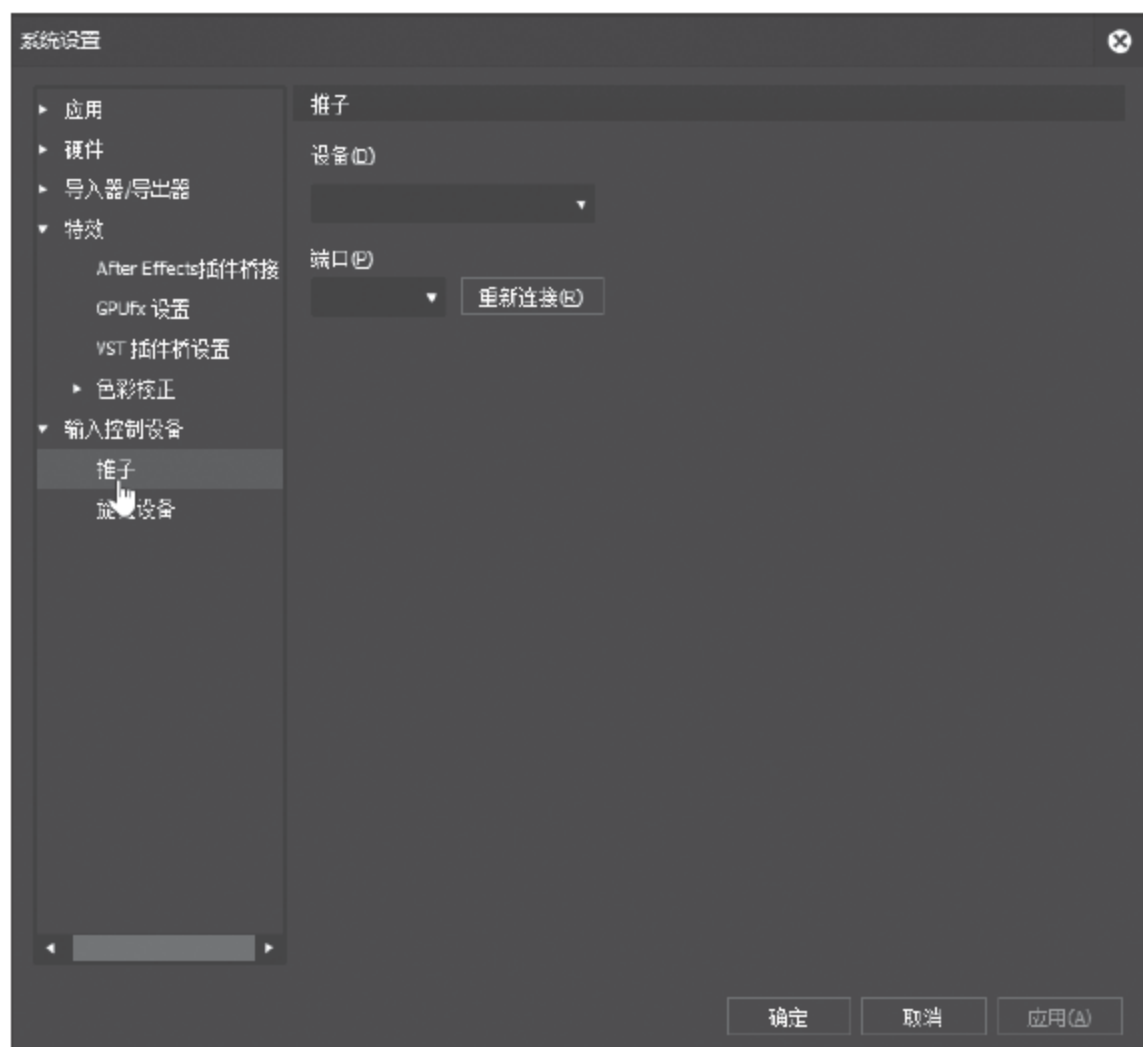 系统设置
应用
硬件
导入器/导出器
特效
After Effects插件桥接
GPUfx 设置
VST 插件桥设置
色彩校正
输入控制设备
推子
设备
推子
设备(D)
端口(P)
重新连接(R)
确定
取消
应用(A)